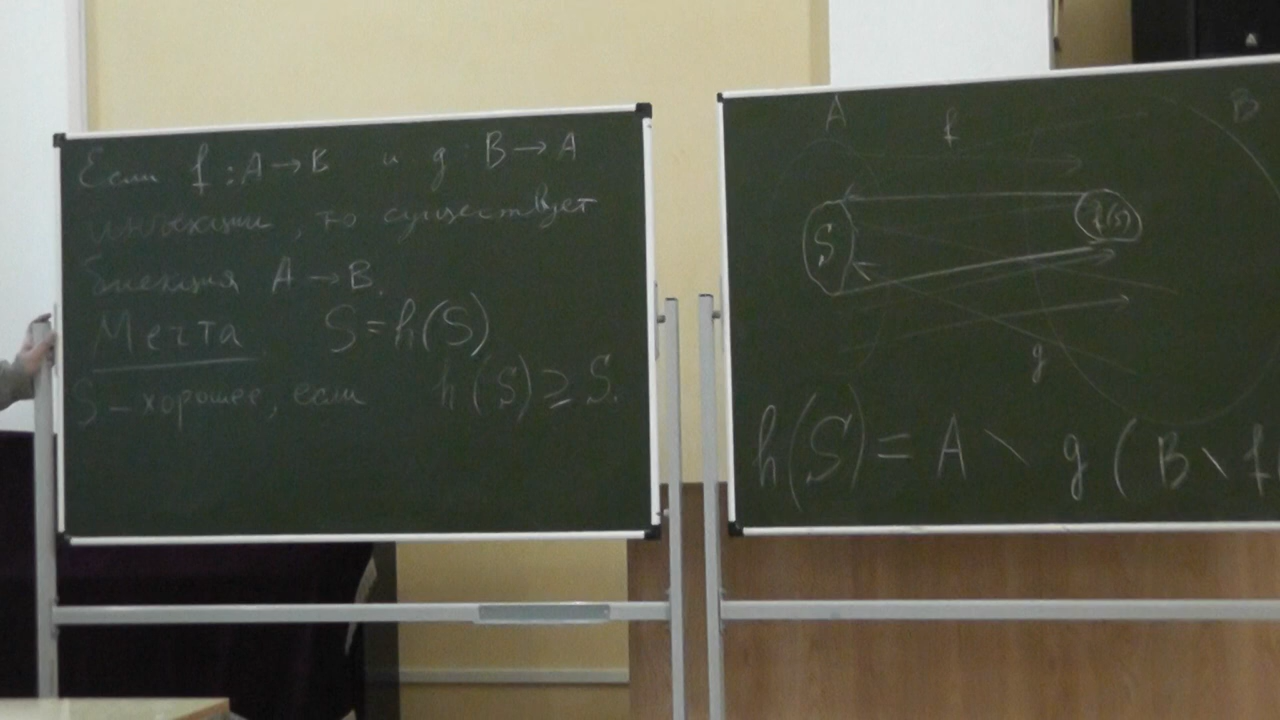 Если f : A → B и g : B → A
инъекции, то существует
биекция A → B.
Мечта S = h(S)
S – хорошее, если h(S) ⊇ S.
A f B
S f(S)
g
h(S) = A \ g(B \ f(